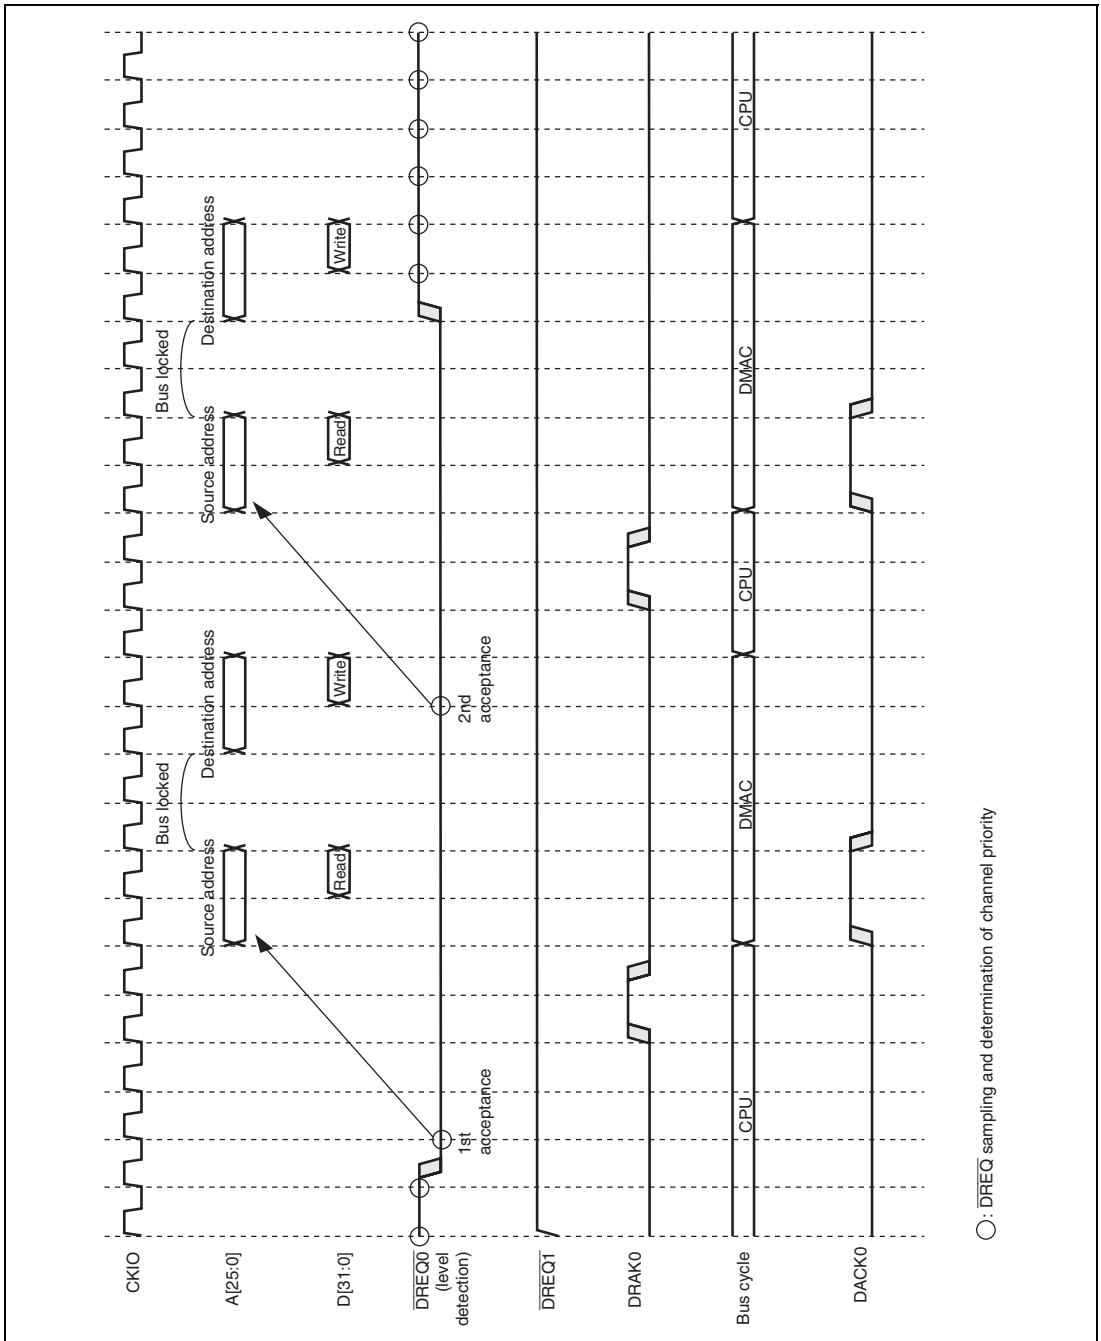 CKIO
Bus locked
Bus locked
A[25:0]
Source address
Destination address
Source address
Destination address
D[31:0]
Read
Write
Read
Write
DREQ0
(level
detection)
1st
acceptance
2nd
acceptance
DREQ1
DRAK0
Bus cycle
CPU
DMAC
CPU
DMAC
CPU
DACK0
: DREQ sampling and determination of channel priority